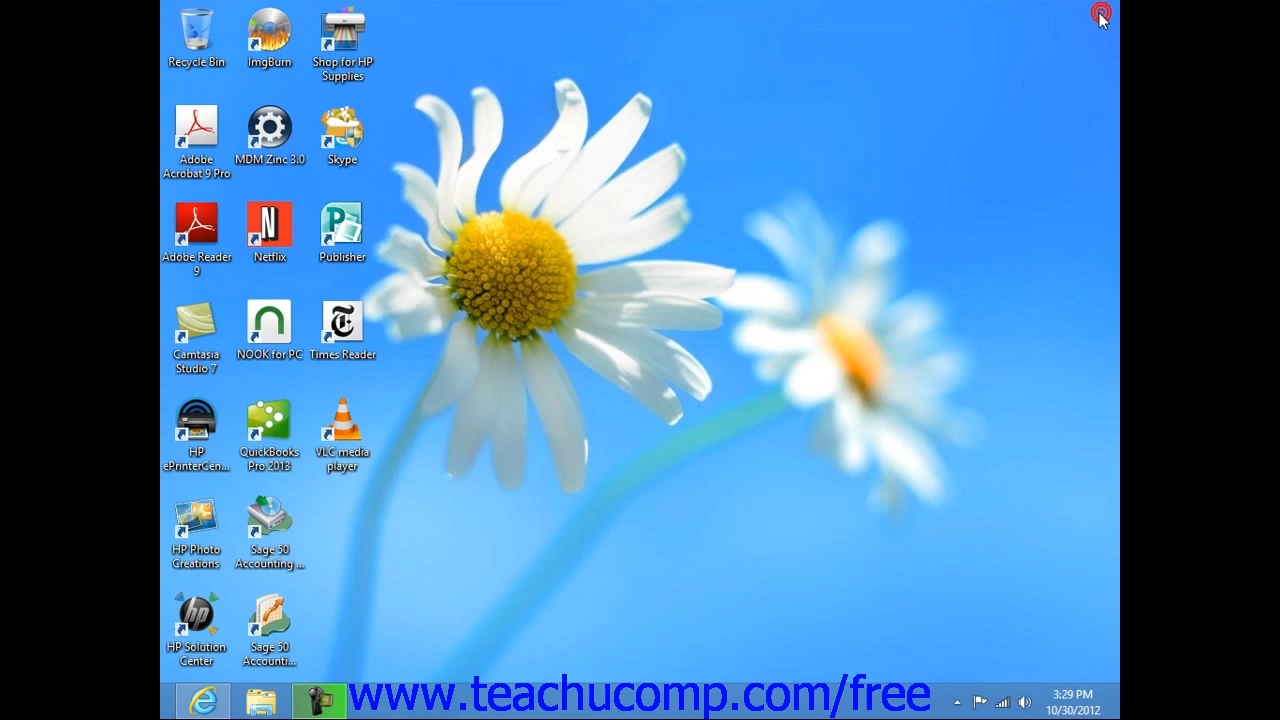 Recycle Bin
ImgBurn
Shop for HP
Supplies
Adobe
Acrobat 9 Pro
MDM Zinc 3.0
Skype
Adobe Reader
9
Netflix
Publisher
Camtasia
Studio 7
NOOK for PC
Times Reader
HP
ePrinterCen...
QuickBooks
Pro 2013
VLC media
player
HP Photo
Creations
Sage 50
Accounting ...
HP Solution
Center
Sage 50
Accounti...
www.teachucomp.com/free
3:29 PM
10/30/2012